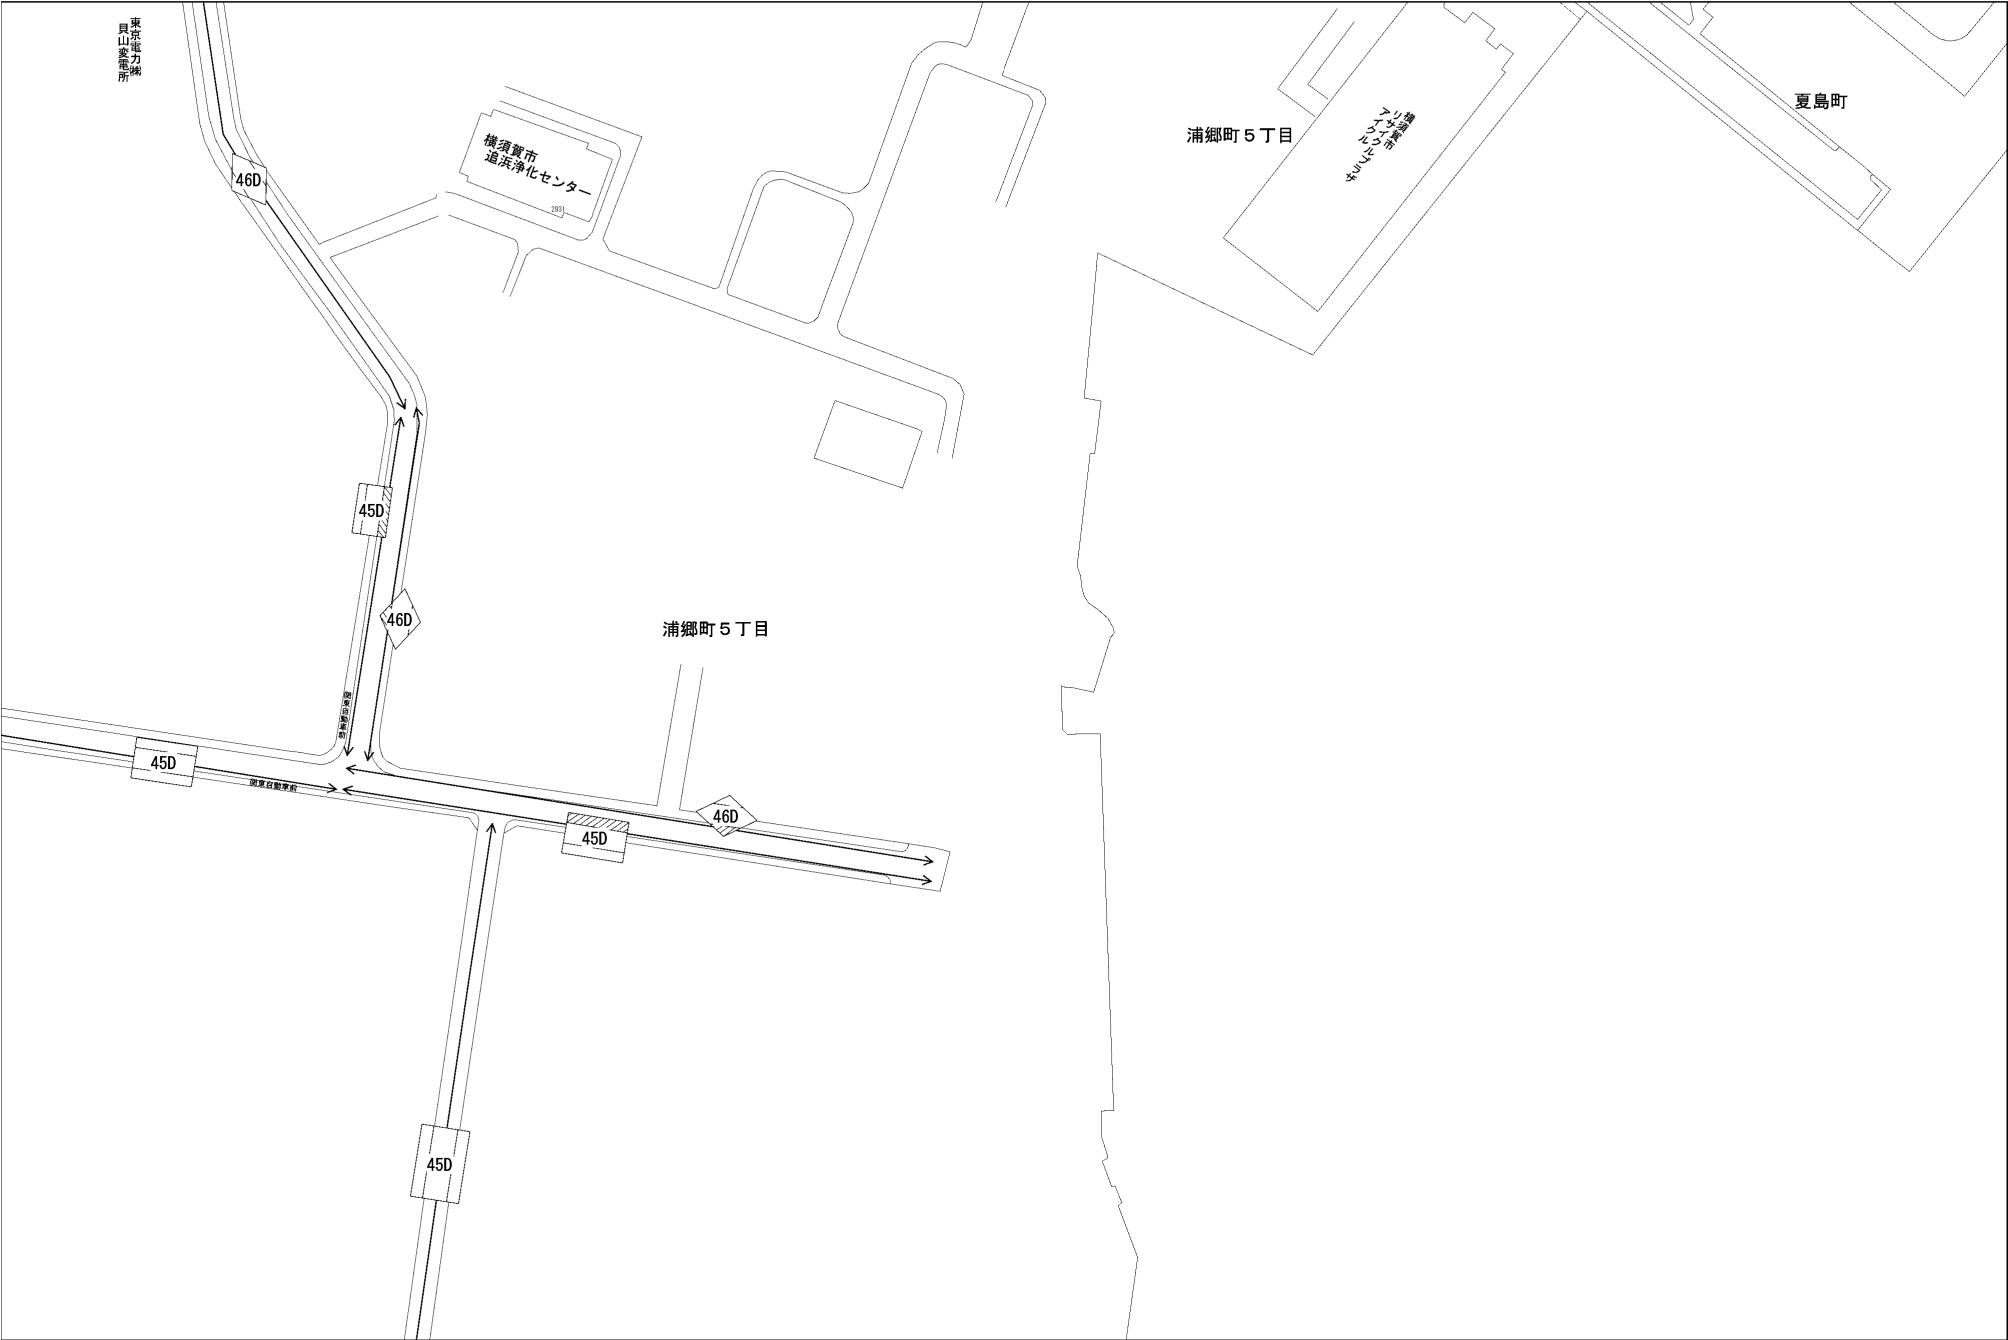 東京電力㈱
貝山変電所
46D
横須賀市
追浜浄化センター
2931
浦郷町５丁目
横須賀市
リサイクルプラザ
アイクル
夏島町
45D
46D
浦郷町５丁目
関東自動車前
45D
関東自動車前
46D
45D
45D